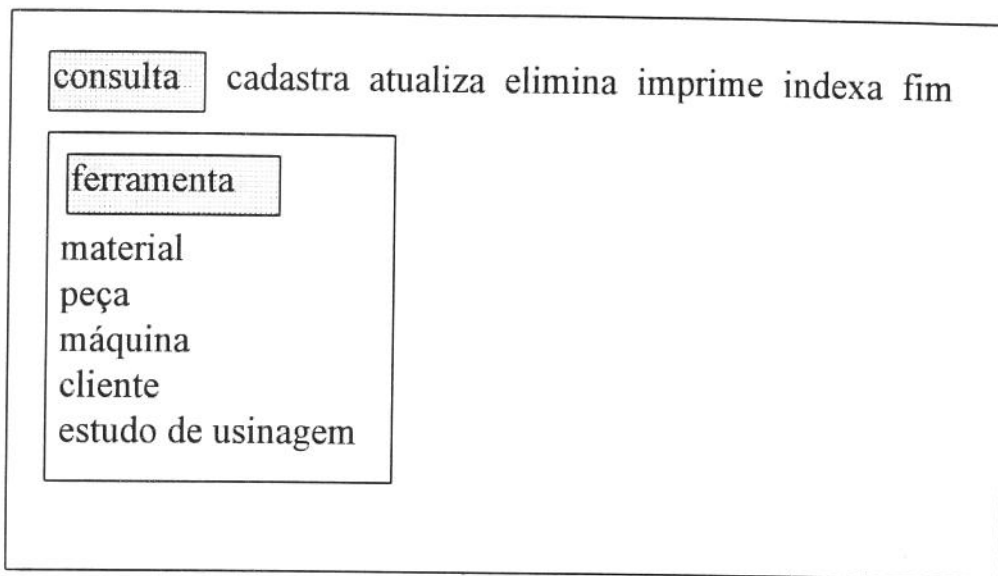 consulta cadastra atualiza elimina imprime indexa fim
ferramenta
material
peça
máquina
cliente
estudo de usinagem